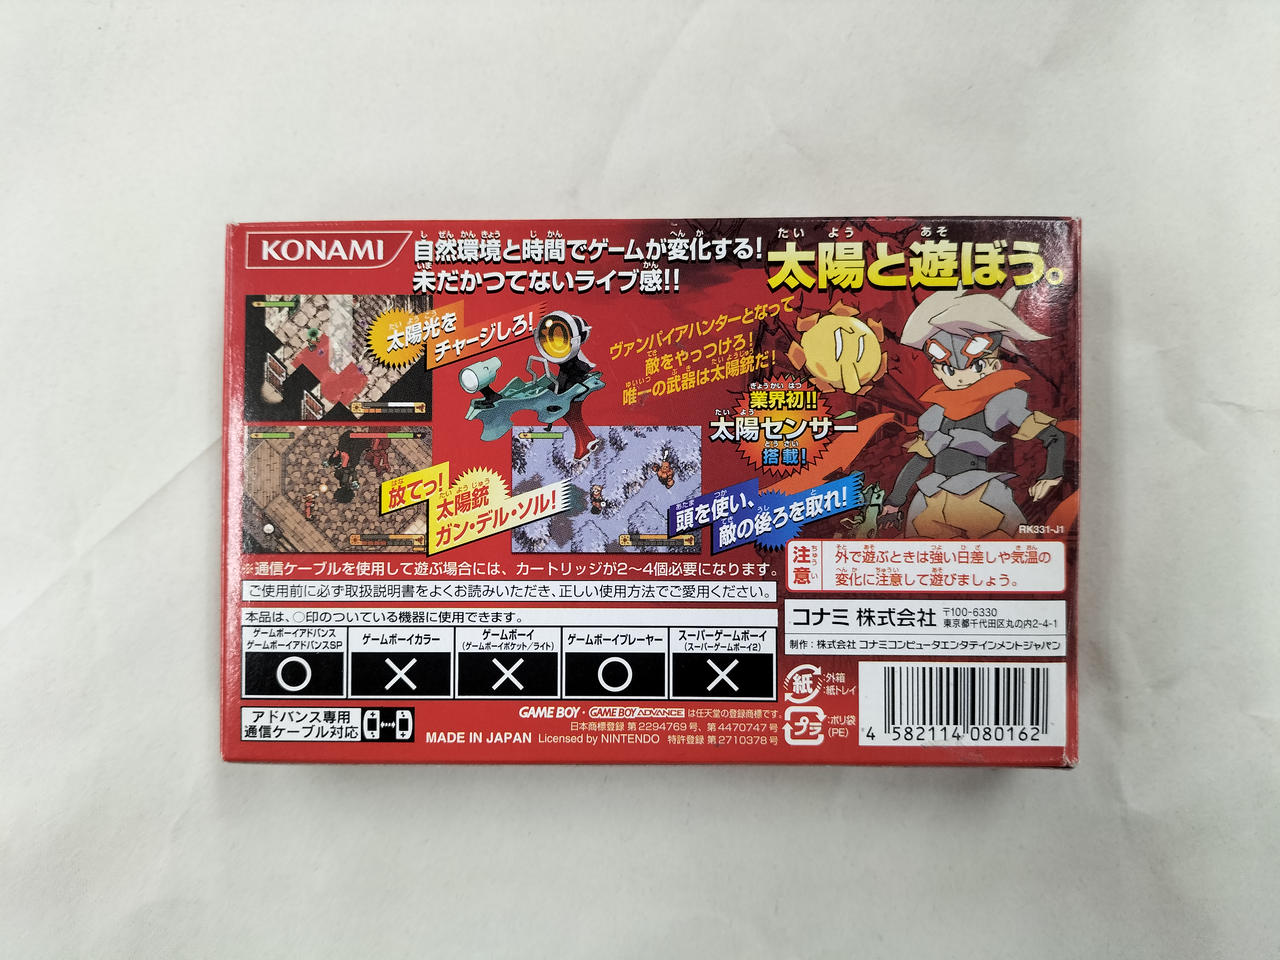 KONAMI
自然環境と時間でゲームが変化する!
未だかつてないライブ感!!
太陽と遊ぼう。
太陽光を
チャージしろ!
ヴァンパイアハンターとなって
敵をやっつけろ!
唯一の武器は太陽銃だ!
業界初!!
太陽センサー
搭載!
放てっ!
太陽銃
ガン・デル・ソル!
頭を使い、
敵の後ろを取れ!
RK331-J1
※通信ケーブルを使用して遊ぶ場合には、カートリッジが2〜4個必要になります。
注意
外で遊ぶときは強い日差しや気温の
変化に注意して遊びましょう。
ご使用前に必ず取扱説明書をよくお読みいただき、正しい使用方法でご愛用ください。
本品は、○印のついている機器に使用できます。
ゲームボーイアドバンス
ゲームボーイアドバンスSP
○
ゲームボーイカラー
×
ゲームボーイ
(ゲームボーイポケット/ライト)
×
ゲームボーイプレーヤー
○
スーパーゲームボーイ
(スーパーゲームボーイ2)
×
コナミ 株式会社
〒100-6330
東京都千代田区丸の内2-4-1
制作:株式会社 コナミコンピュータエンタテインメントジャパン
アドバンス専用
通信ケーブル対応
GAME BOY・GAME BOY ADVANCE は任天堂の登録商標です。
日本商標登録 第2294769号、第4470747号
MADE IN JAPAN Licensed by NINTENDO 特許登録 第2710378号
紙
:外箱
:紙トレイ
プラ
:ポリ袋
(PE)
4 582114 080162